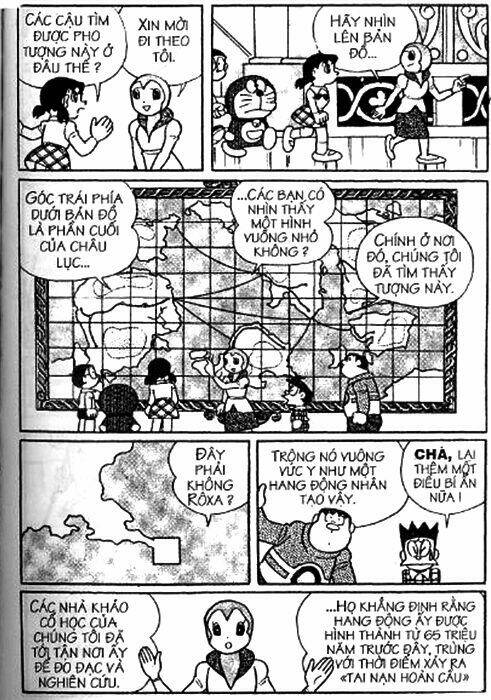 CÁC CẬU TÌM
ĐƯỢC PHO
TƯỢNG NÀY Ở
ĐÂU THẾ ?
XIN MỜI
ĐI THEO
TÔI.
HÃY NHÌN
LÊN BẢN
ĐỒ...
GÓC TRÁI PHÍA
DƯỚI BẢN ĐỒ
LÀ PHẦN CUỐI
CỦA CHÂU
LỤC...
...CÁC BẠN CÓ
NHÌN THẤY
MỘT HÌNH
VUÔNG NHỎ
KHÔNG ?
CHÍNH Ở NƠI
ĐÓ, CHÚNG TÔI
ĐÃ TÌM THẤY
TƯỢNG NÀY.
ĐÂY
PHẢI
KHÔNG
RÔXA ?
TRÔNG NÓ VUÔNG
VỨC Y NHƯ MỘT
HANG ĐỘNG NHÂN
TẠO VẬY.
CHÀ, LẠI
THÊM MỘT
ĐIỀU BÍ ẨN
NỮA !
CÁC NHÀ KHẢO
CỔ HỌC CỦA
CHÚNG TÔI ĐÃ
TỚI TẬN NƠI ẤY
ĐỂ ĐO ĐẠC VÀ
NGHIÊN CỨU.
...HỌ KHẲNG ĐỊNH RẰNG
HANG ĐỘNG ẤY ĐƯỢC
HÌNH THÀNH TỪ 65 TRIỆU
NĂM TRƯỚC ĐÂY, TRÙNG
VỚI THỜI ĐIỂM XẢY RA
«TAI NẠN HOÀN CẦU»